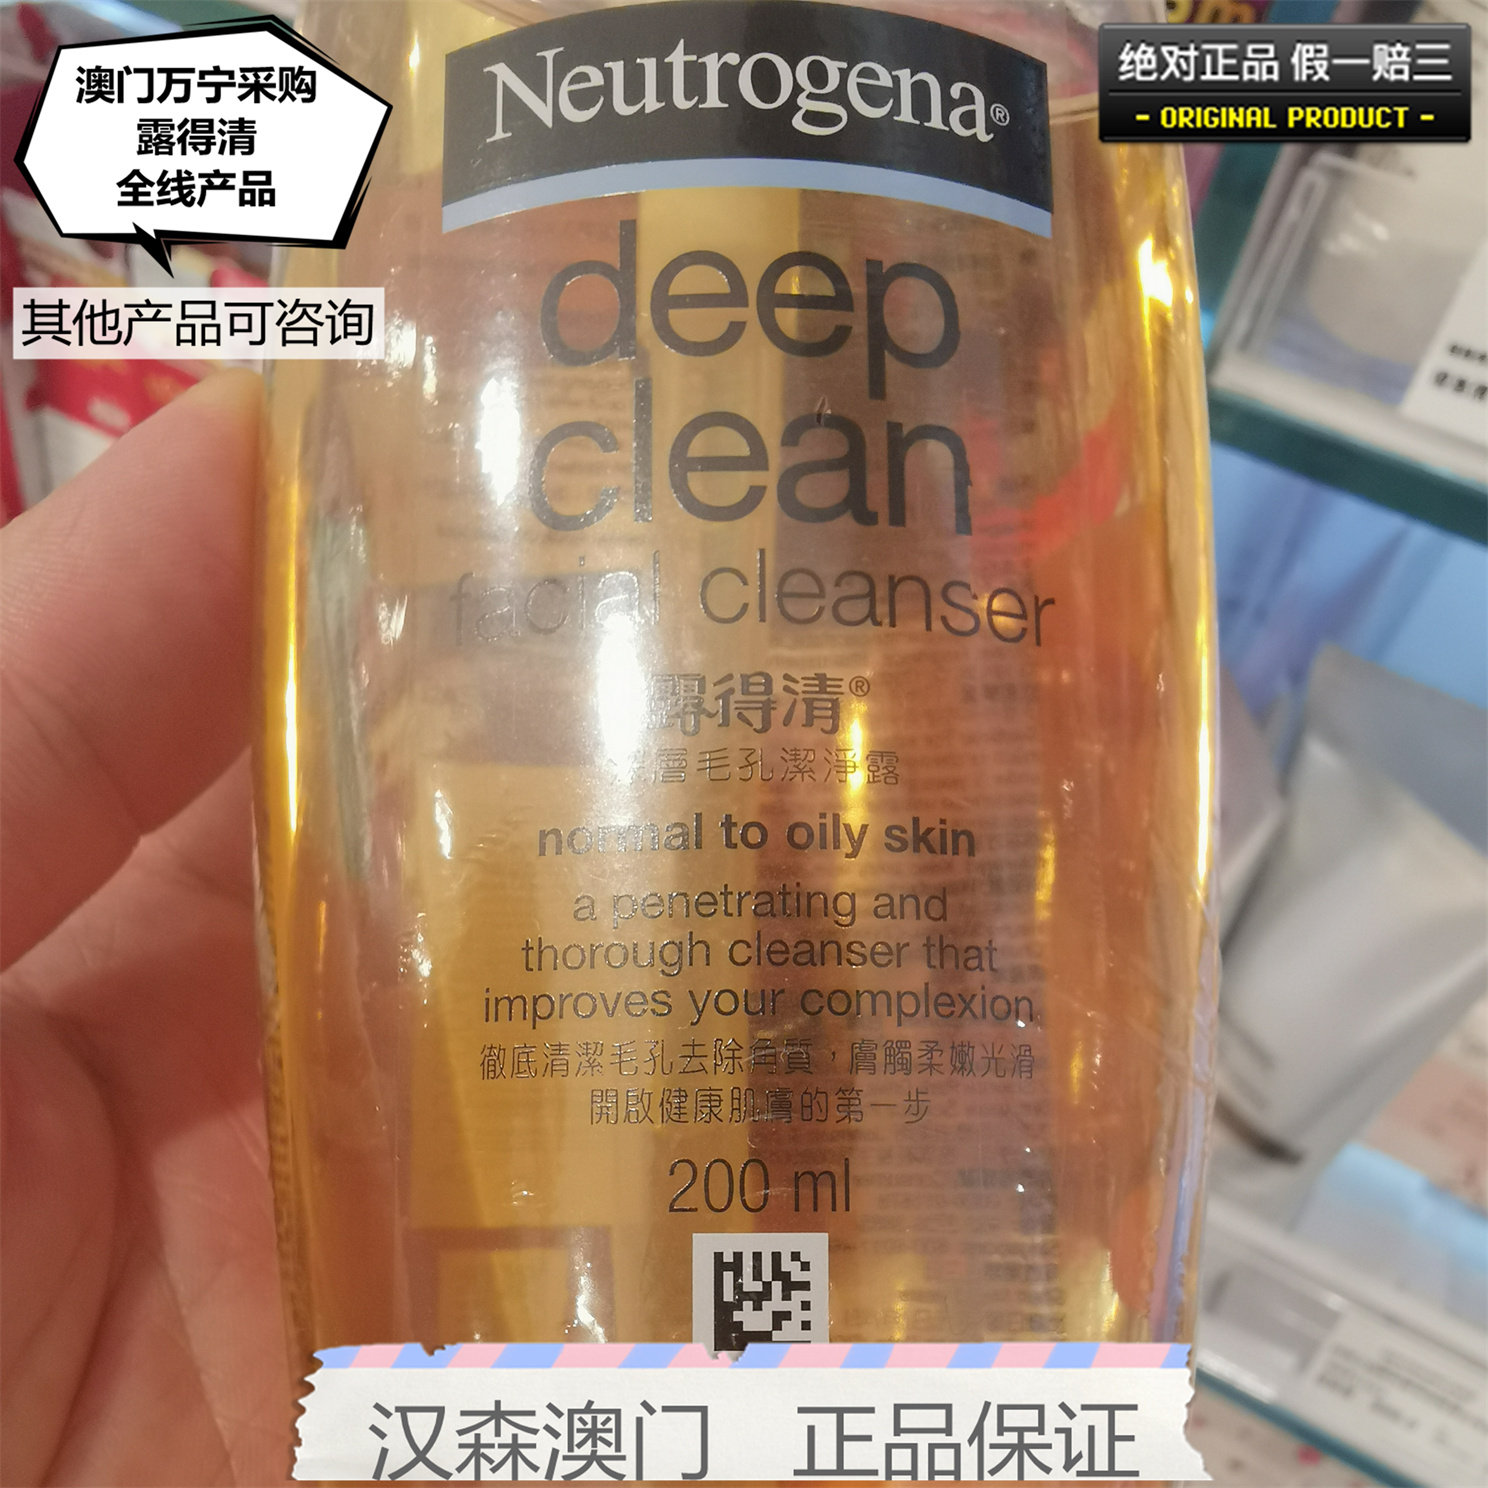 澳门万宁采购
露得清
全线产品
其他产品可咨询
绝对正品 假一赔三
- ORIGINAL PRODUCT -
Neutrogena®
deep
clean
facial cleanser
露得清®
深層毛孔潔淨露
normal to oily skin
a penetrating and
thorough cleanser that
improves your complexion
徹底清潔毛孔去除角質，膚觸柔嫩光滑
開啟健康肌膚的第一步
200 ml
汉森澳门 正品保证